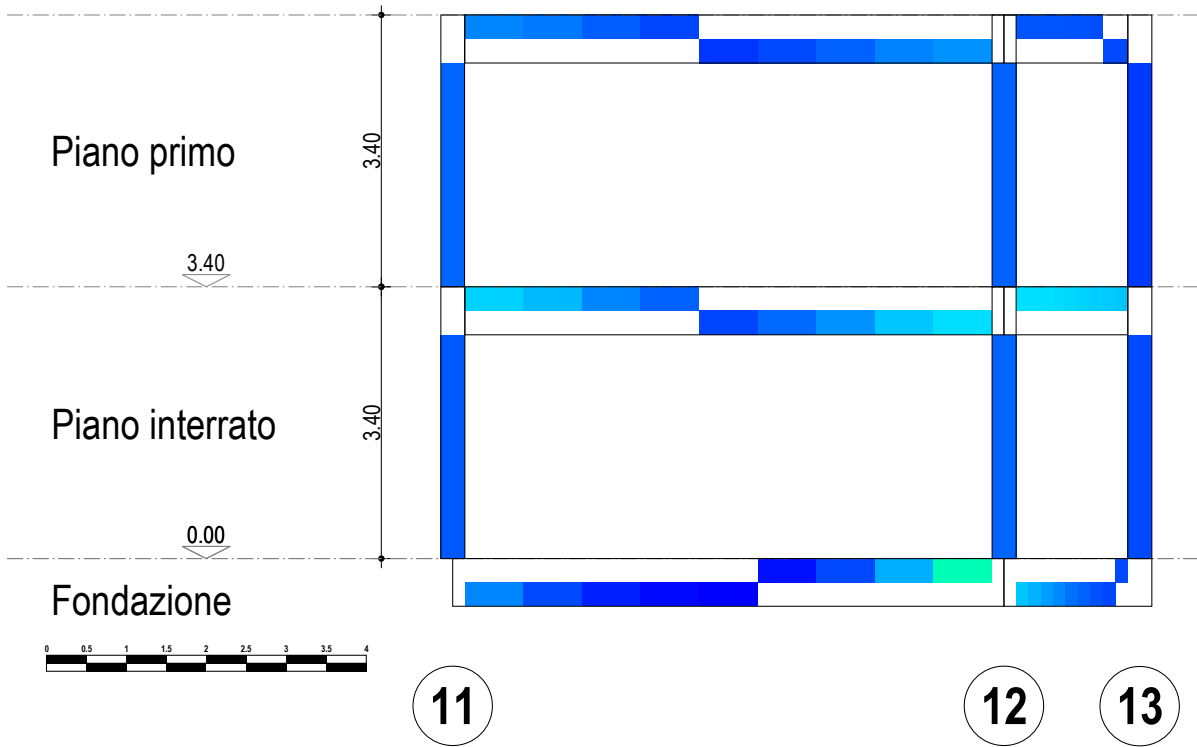 Piano primo
3.40
3.40
Piano interrato
3.40
0.00
Fondazione
0 0.5 1 1.5 2 2.5 3 3.5 4
11 12 13